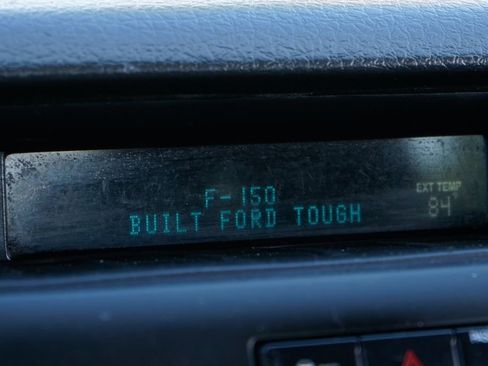 F-150
BUILT FORD TOUGH
EXT TEMP
84°